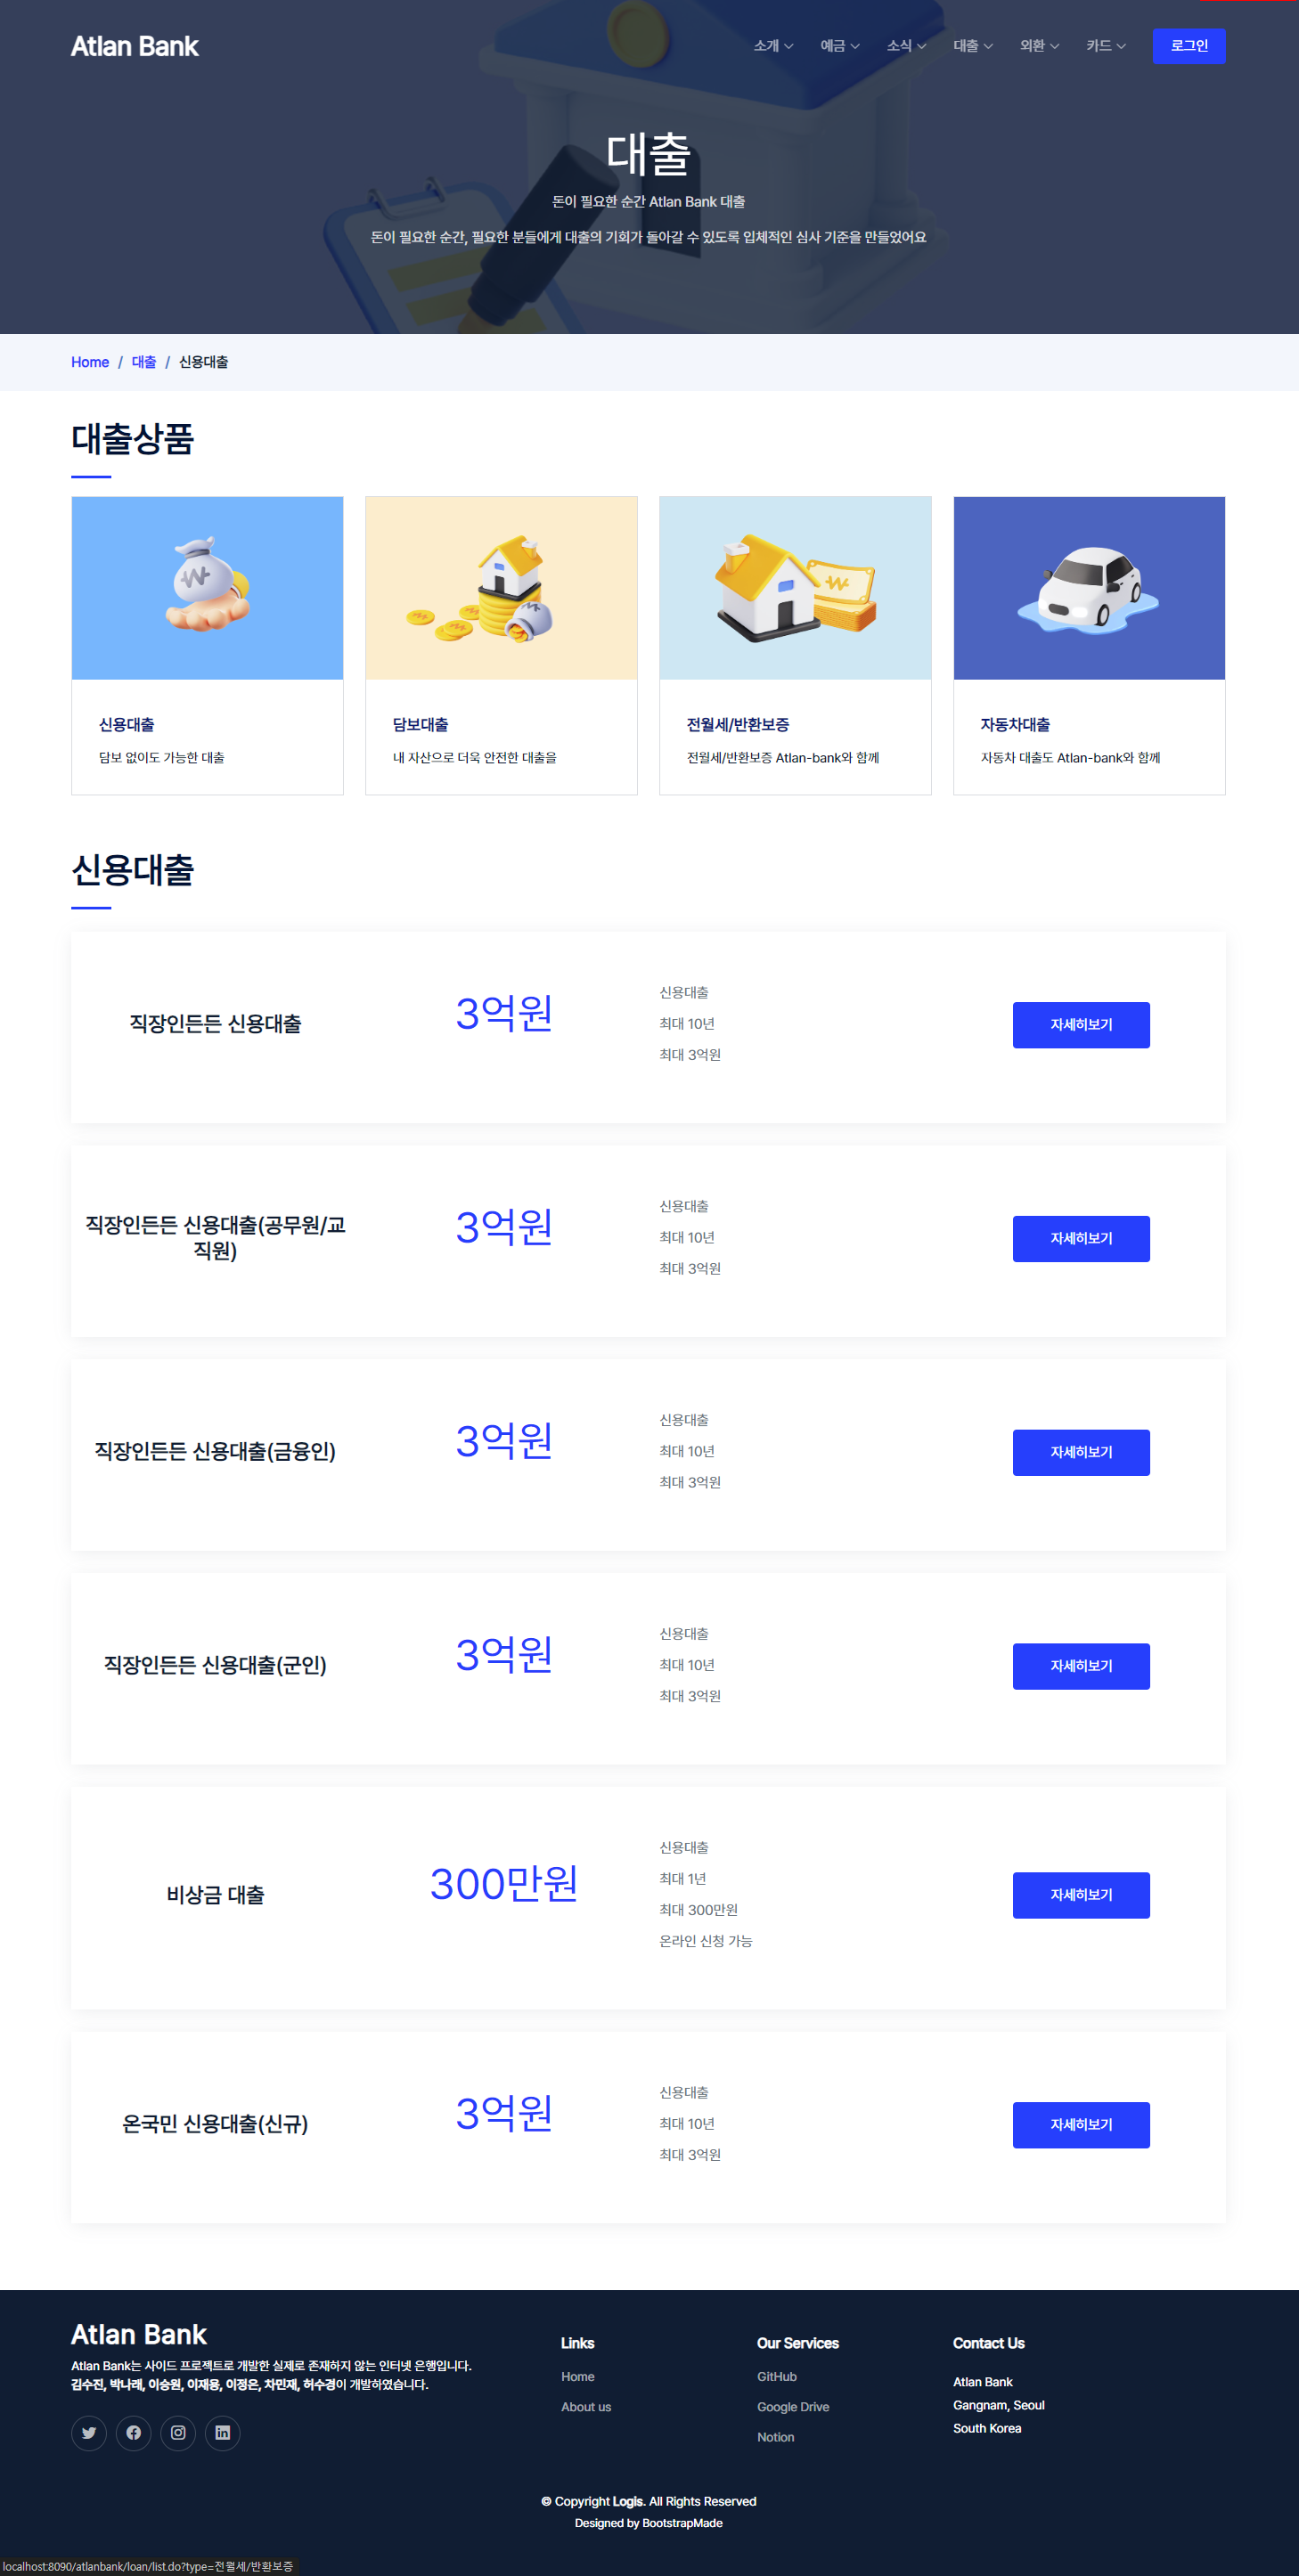 Atlan Bank
소개
예금
소식
대출
외환
카드
로그인
대출
돈이 필요한 순간 Atlan Bank 대출
돈이 필요한 순간, 필요한 분들에게 대출의 기회가 돌아갈 수 있도록 입체적인 심사 기준을 만들었어요
Home / 대출 / 신용대출
대출상품
신용대출
담보 없이도 가능한 대출
담보대출
내 자산으로 더욱 안전한 대출을
전월세/반환보증
전월세/반환보증 Atlan-bank와 함께
자동차대출
자동차 대출도 Atlan-bank와 함께
신용대출
직장인든든 신용대출
3억원
신용대출
최대 10년
최대 3억원
자세히보기
직장인든든 신용대출(공무원/교
직원)
3억원
신용대출
최대 10년
최대 3억원
자세히보기
직장인든든 신용대출(금융인)
3억원
신용대출
최대 10년
최대 3억원
자세히보기
직장인든든 신용대출(군인)
3억원
신용대출
최대 10년
최대 3억원
자세히보기
비상금 대출
300만원
신용대출
최대 1년
최대 300만원
온라인 신청 가능
자세히보기
온국민 신용대출(신규)
3억원
신용대출
최대 10년
최대 3억원
자세히보기
Atlan Bank
Atlan Bank는 사이드 프로젝트로 개발한 실제로 존재하지 않는 인터넷 은행입니다.
김수진, 박나래, 이승원, 이재용, 이정은, 차민재, 허수경이 개발하였습니다.
Links
Home
About us
Our Services
GitHub
Google Drive
Notion
Contact Us
Atlan Bank
Gangnam, Seoul
South Korea
© Copyright Logis. All Rights Reserved
Designed by BootstrapMade
localhost:8090/atlanbank/loan/list.do?type=전월세/반환보증